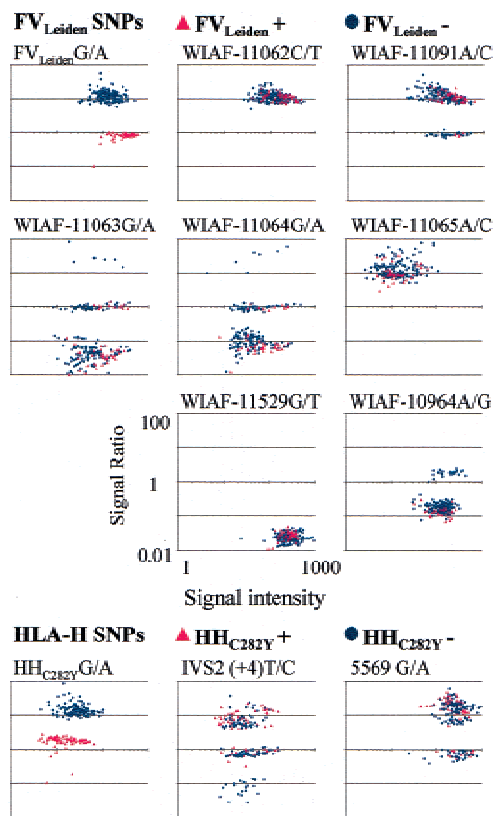 FVLeiden SNPs ▲ FVLeiden + ● FVLeiden -
FVLeidenG/A WIAF-11062C/T WIAF-11091A/C
WIAF-11063G/A WIAF-11064G/A WIAF-11065A/C
WIAF-11529G/T WIAF-10964A/G
100
Signal Ratio
1
0.01
1 1000
Signal intensity
HLA-H SNPs ▲ HHC282Y + ● HHC282Y -
HHC282YG/A IVS2 (+4)T/C 5569 G/A